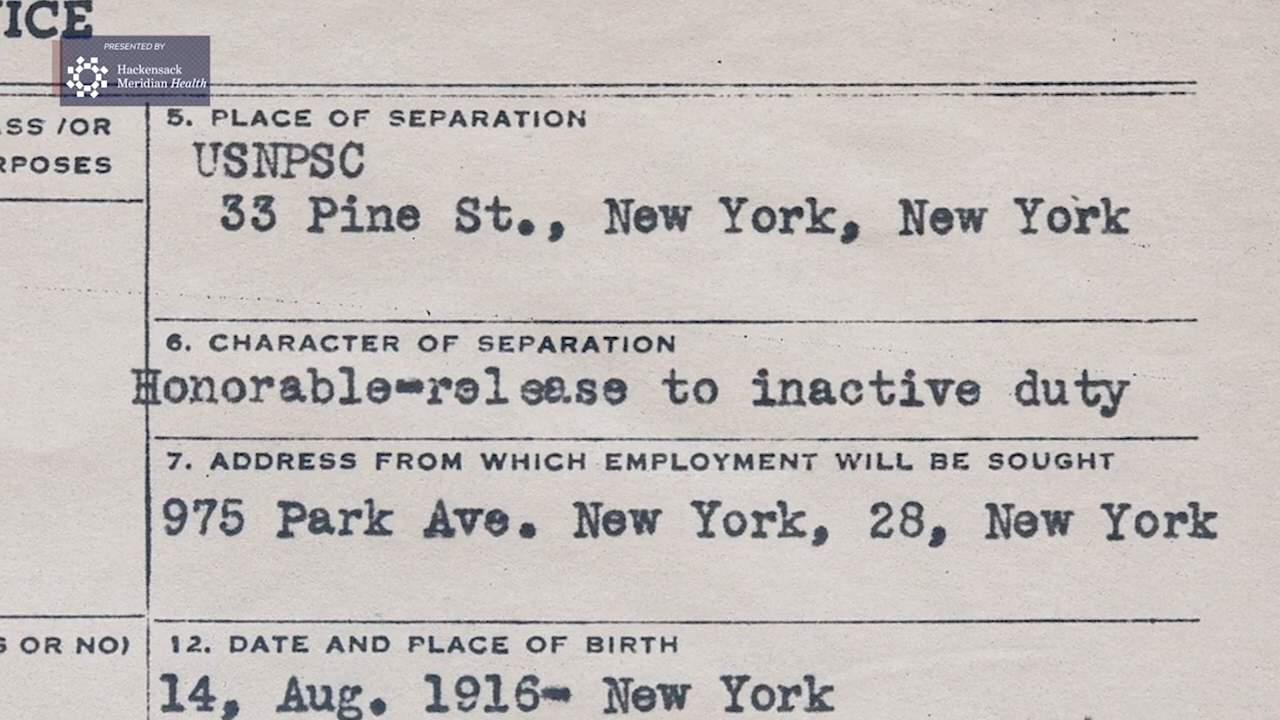 VICE
PRESENTED BY
Hackensack
Meridian Health
ASS /OR
RPOSES
5. PLACE OF SEPARATION
USNPSC
33 Pine St., New York, New York
6. CHARACTER OF SEPARATION
Honorable-release to inactive duty
7. ADDRESS FROM WHICH EMPLOYMENT WILL BE SOUGHT
975 Park Ave. New York, 28, New York
S OR NO)
12. DATE AND PLACE OF BIRTH
14, Aug. 1916- New York